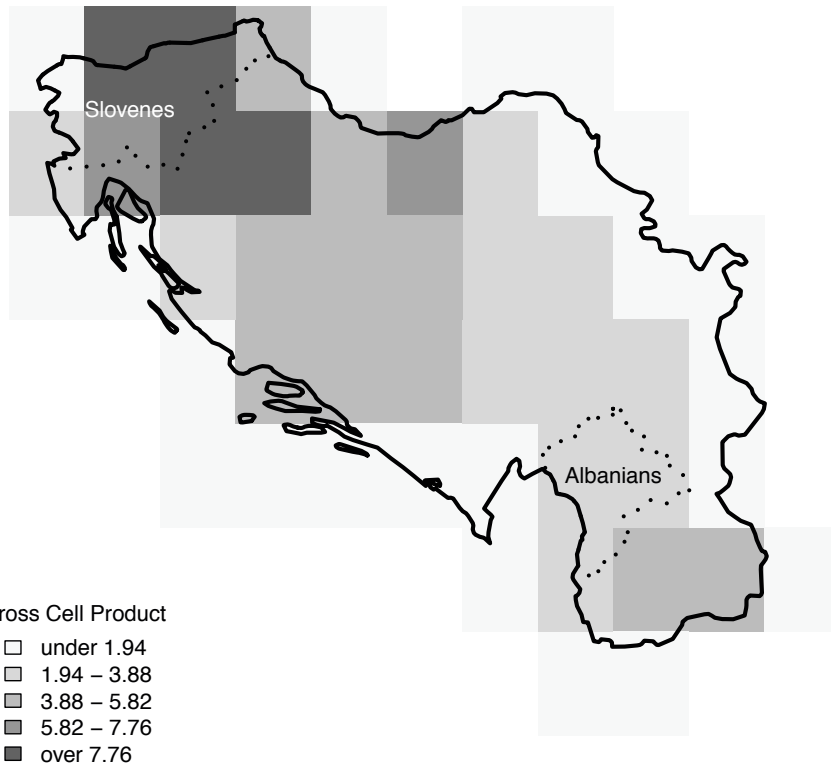 Slovenes
Albanians
ross Cell Product
under 1.94
1.94 – 3.88
3.88 – 5.82
5.82 – 7.76
over 7.76